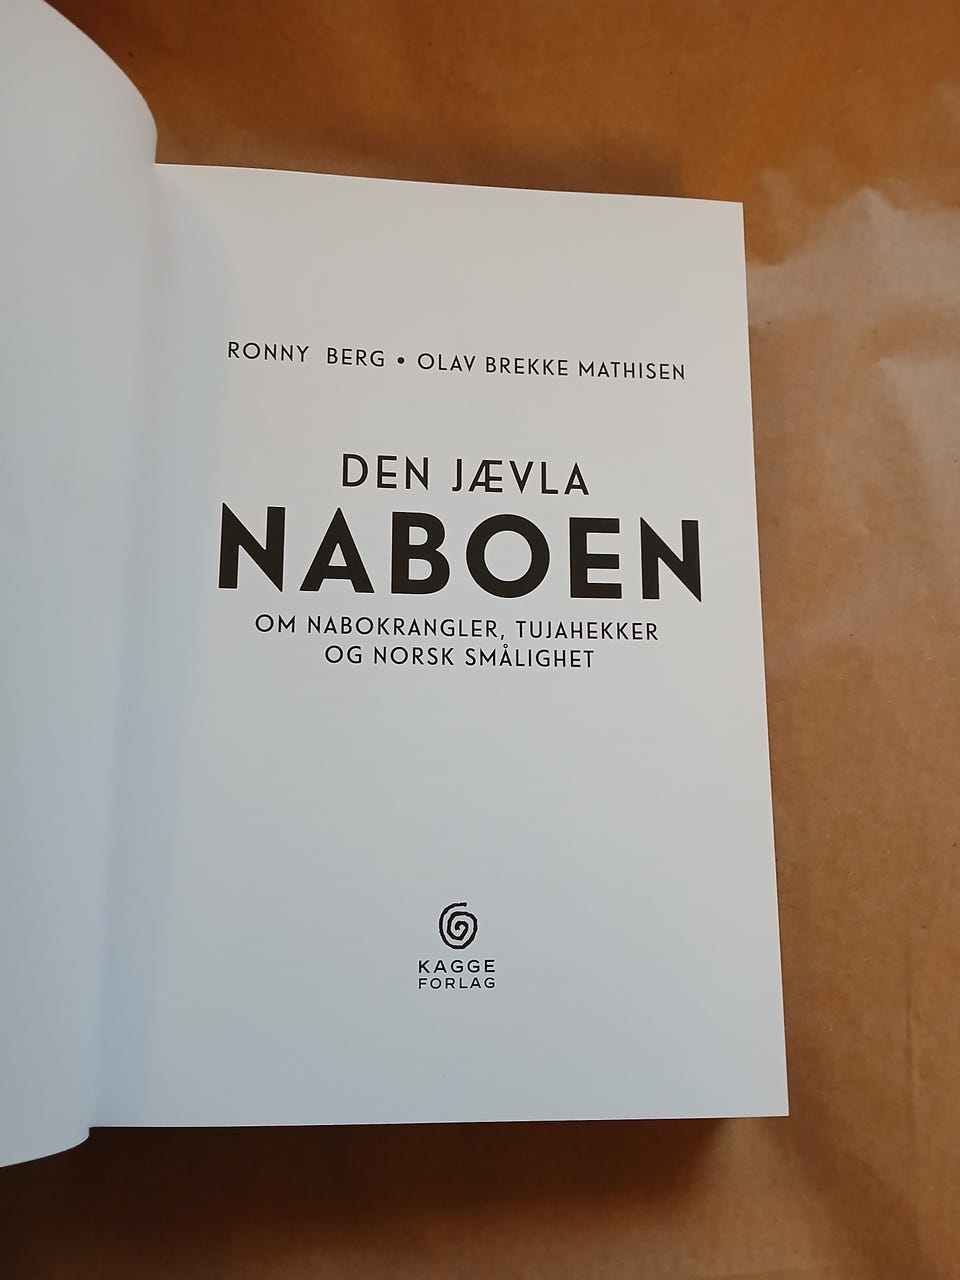 RONNY BERG • OLAV BREKKE MATHISEN
DEN JÆVLA
NABOEN
OM NABOKRANGLER, TUJAHEKKER
OG NORSK SMÅLIGHET
KAGGE
FORLAG